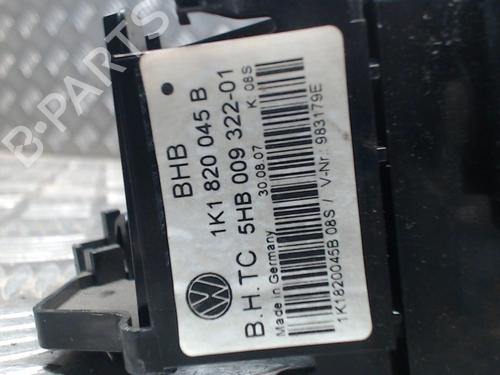 BHB
1K1 820 045 B
B.H.TC 5HB 009 322-01
K 08S
Made in Germany 30.08.07
1K1820045B 08S / V-Nr.: 983179E
B-PARTS